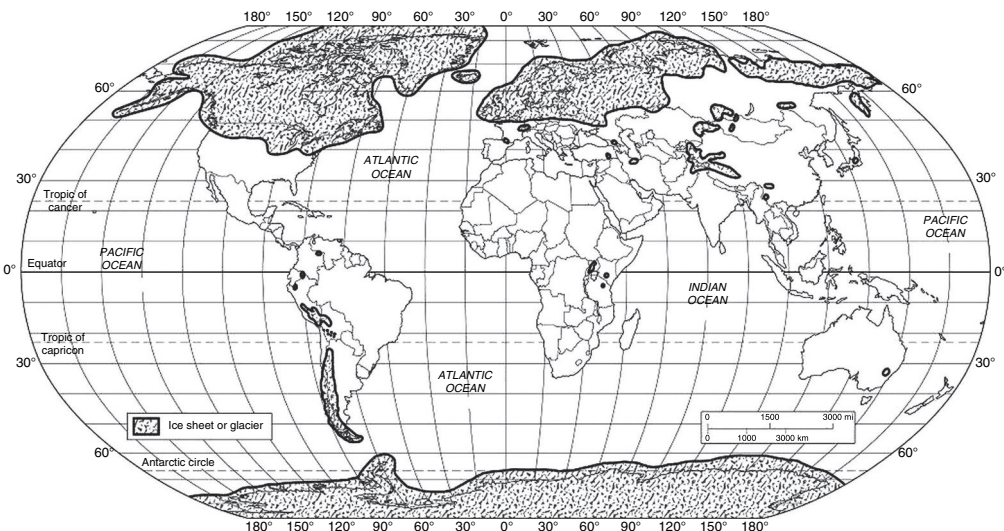 180° 150° 120° 90° 60° 30° 0° 30° 60° 90° 120° 150° 180°
60° 60°
ATLANTIC
OCEAN
30° 30°
Tropic of
cancer
PACIFIC
OCEAN
PACIFIC
OCEAN
0° Equator 0°
INDIAN
OCEAN
Tropic of
capricon
30° 30°
ATLANTIC
OCEAN
Ice sheet or glacier
0 1500 3000 mi
0 1000 3000 km
60° 60°
Antarctic circle
180° 150° 120° 90° 60° 30° 0° 30° 60° 90° 120° 150° 180°